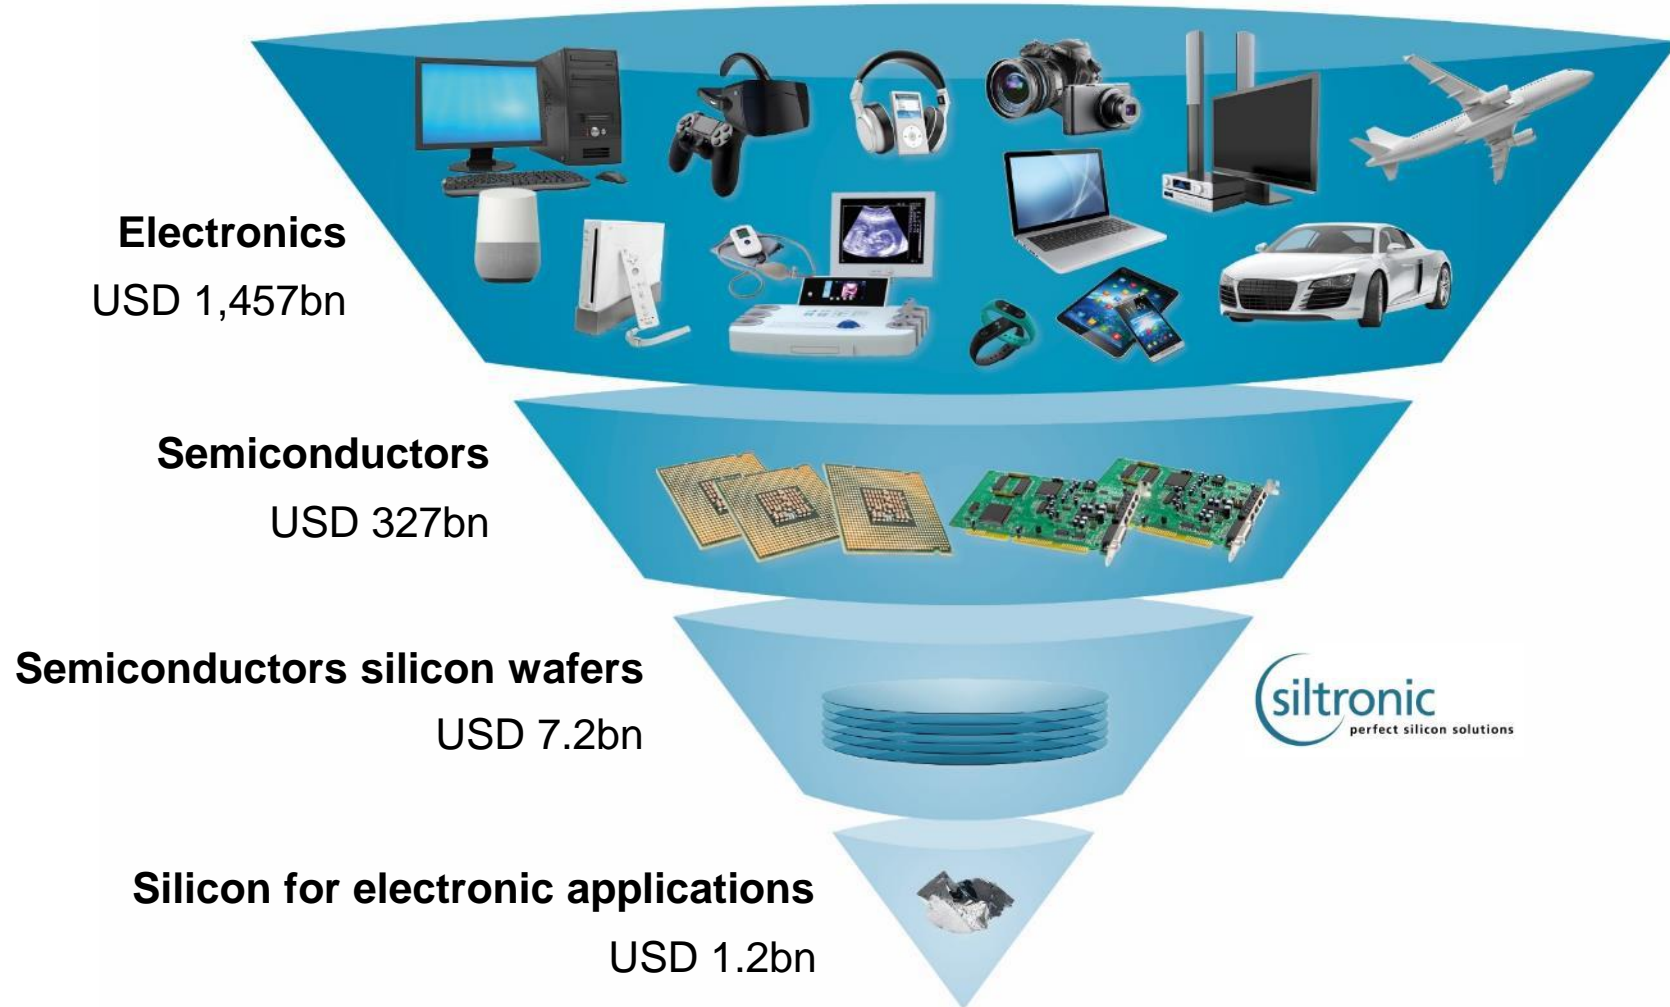 Electronics
USD 1,457bn
Semiconductors
USD 327bn
Semiconductors silicon wafers
USD 7.2bn
siltronic
perfect silicon solutions
Silicon for electronic applications
USD 1.2bn